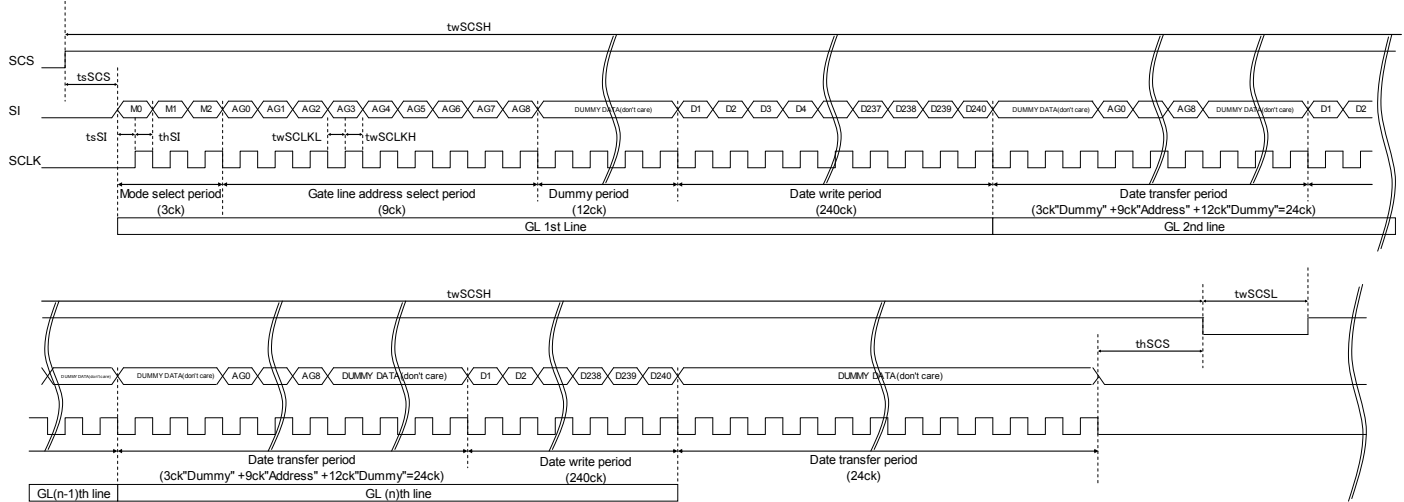 twSCSH
SCS
tsSCS
SI M0 M1 M2 AG0 AG1 AG2 AG3 AG4 AG5 AG6 AG7 AG8 DUMMY DATA(don't care) D1 D2 D3 D4 D237 D238 D239 D240 DUMMY DATA(don't care) AG0 AG8 DUMMY DATA(don't care) D1 D2
tsSI thSI twSCLKL twSCLKH
SCLK
Mode select period Gate line address select period Dummy period Date write period Date transfer period
(3ck) (9ck) (12ck) (240ck) (3ck"Dummy" +9ck"Address" +12ck"Dummy"=24ck)
GL 1st Line GL 2nd line
twSCSH twSCSL
thSCS
DUMMY DATA(don't care) DUMMY DATA(don't care) AG0 AG8 DUMMY DATA(don't care) D1 D2 D238 D239 D240 DUMMY DATA(don't care)
Date transfer period Date write period Date transfer period
(3ck"Dummy" +9ck"Address" +12ck"Dummy"=24ck) (240ck) (24ck)
GL(n-1)th line GL (n)th line